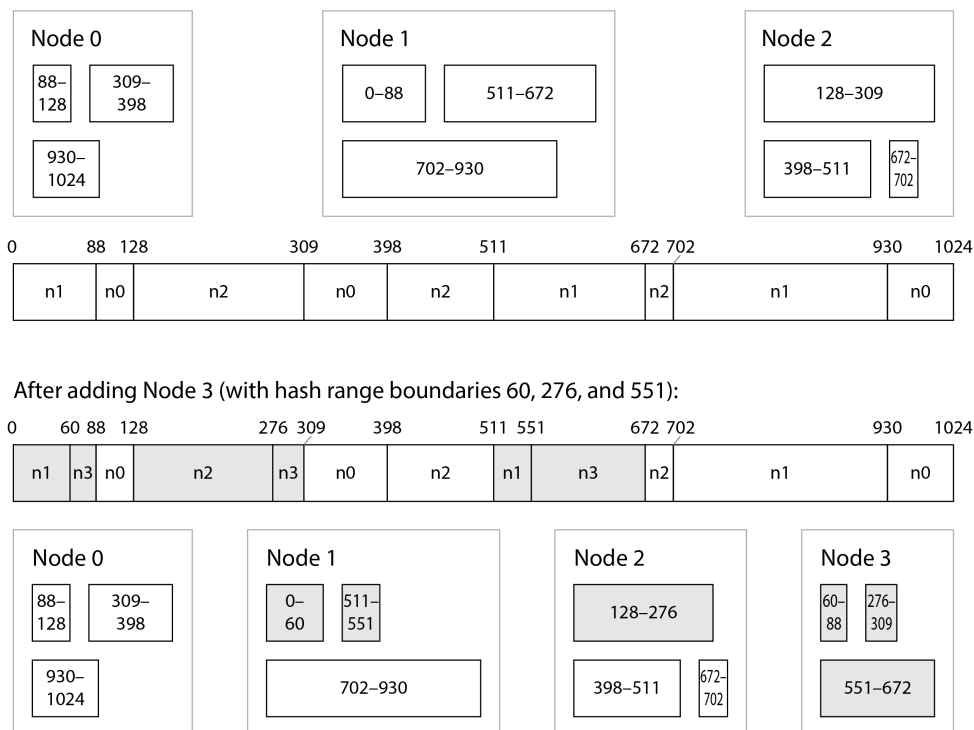 Node 0
88–
128
309–
398
930–
1024
Node 1
0–88
511–672
702–930
Node 2
128–309
398–511
672–
702
0 88 128 309 398 511 672 702 930 1024
n1 n0 n2 n0 n2 n1 n2 n1 n0
After adding Node 3 (with hash range boundaries 60, 276, and 551):
0 60 88 128 276 309 398 511 551 672 702 930 1024
n1 n3 n0 n2 n3 n0 n2 n1 n3 n2 n1 n0
Node 0
88–
128
309–
398
930–
1024
Node 1
0–
60
511–
551
702–930
Node 2
128–276
398–511
672–
702
Node 3
60–
88
276–
309
551–672